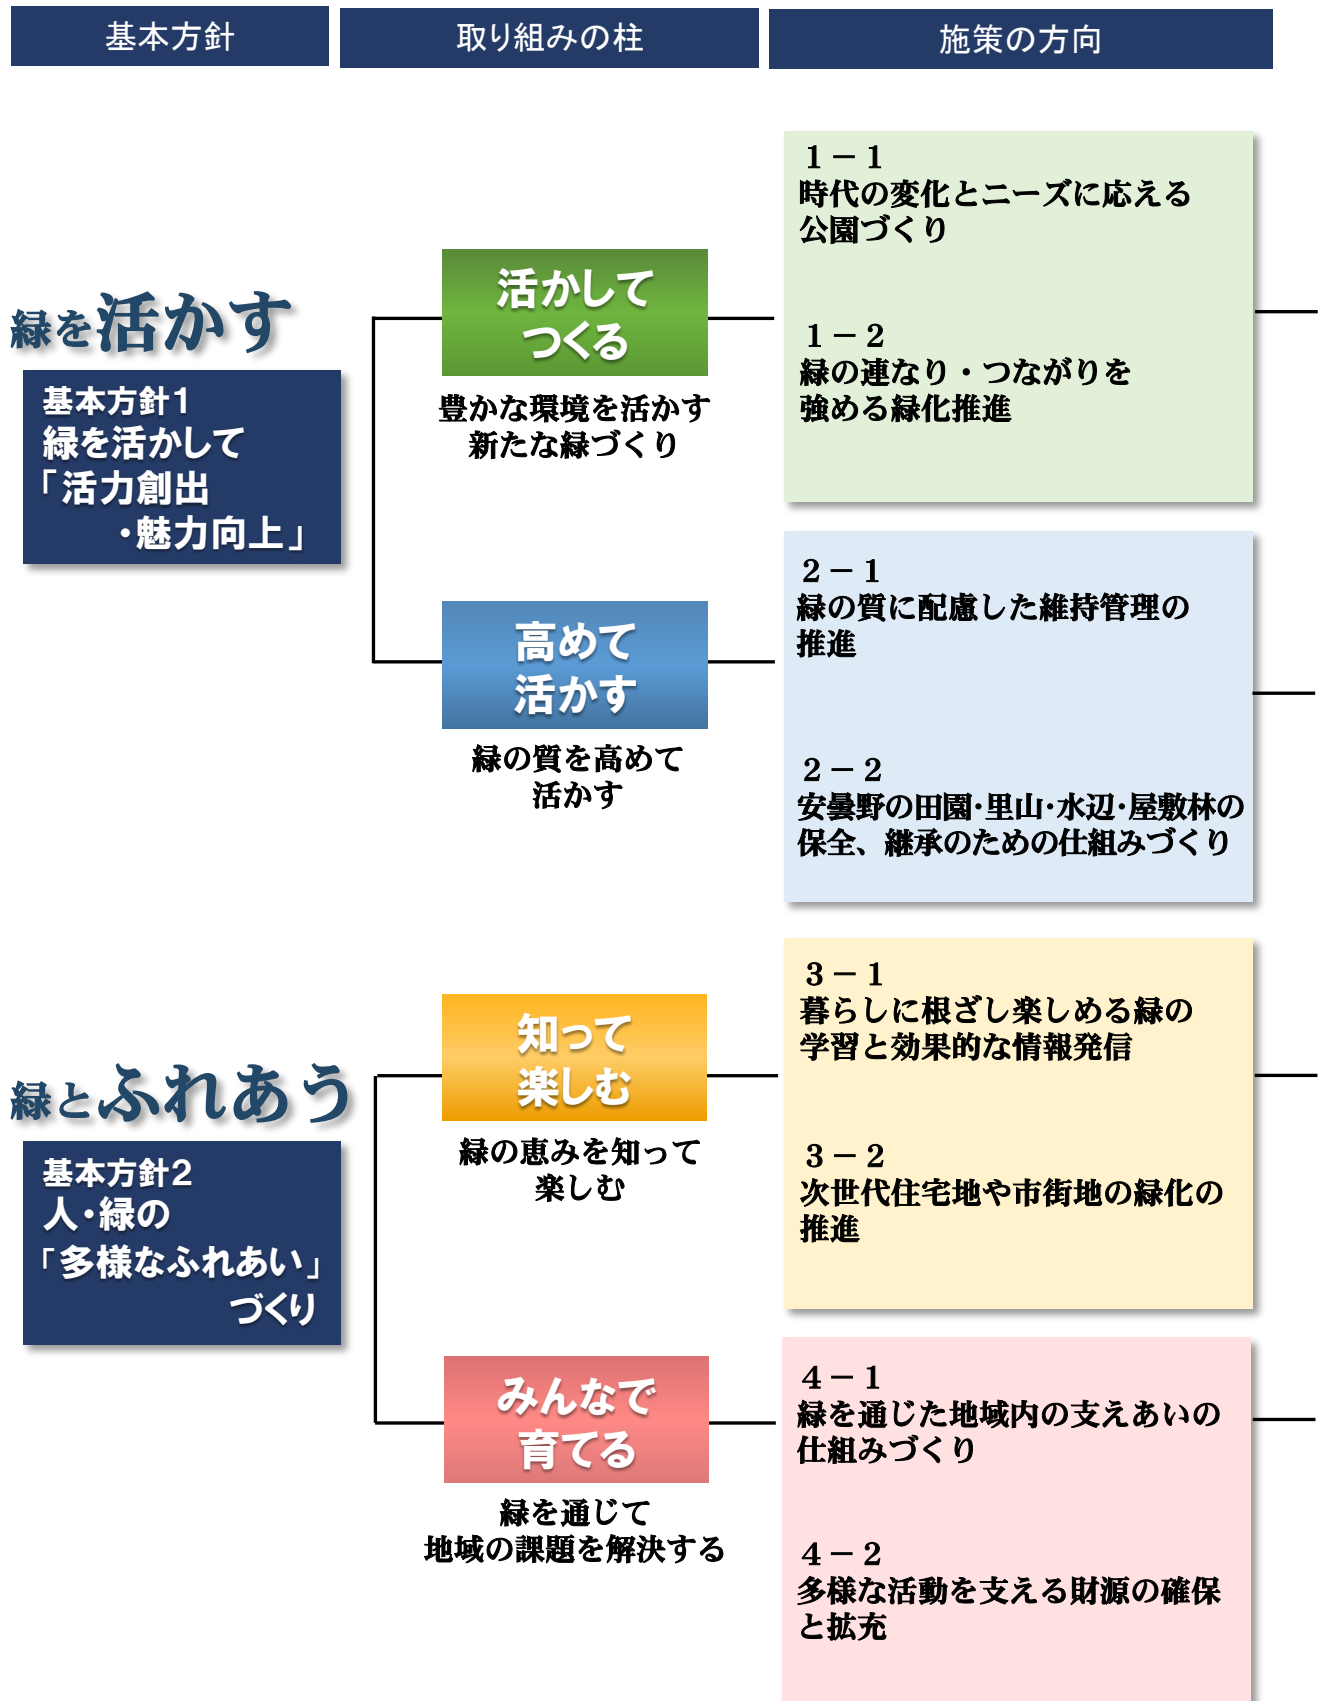 基本方針
取り組みの柱
施策の方向
緑を活かす
基本方針1
緑を活かして
「活力創出
・魅力向上」
活かして
つくる
豊かな環境を活かす
新たな緑づくり
1－1
時代の変化とニーズに応える
公園づくり
1－2
緑の連なり・つながりを
強める緑化推進
高めて
活かす
緑の質を高めて
活かす
2－1
緑の質に配慮した維持管理の
推進
2－2
安曇野の田園・里山・水辺・屋敷林の
保全、継承のための仕組みづくり
緑とふれあう
基本方針2
人・緑の
「多様なふれあい」
づくり
知って
楽しむ
緑の恵みを知って
楽しむ
3－1
暮らしに根ざし楽しめる緑の
学習と効果的な情報発信
3－2
次世代住宅地や市街地の緑化の
推進
みんなで
育てる
緑を通じて
地域の課題を解決する
4－1
緑を通じた地域内の支えあいの
仕組みづくり
4－2
多様な活動を支える財源の確保
と拡充